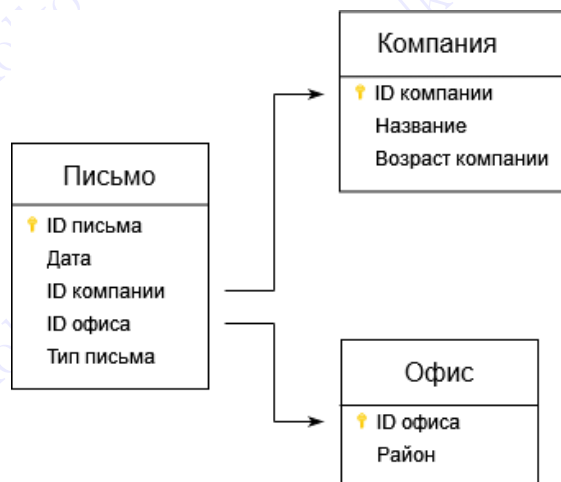 Компания
ID компании
Название
Возраст компании
Письмо
ID письма
Дата
ID компании
ID офиса
Тип письма
Офис
ID офиса
Район